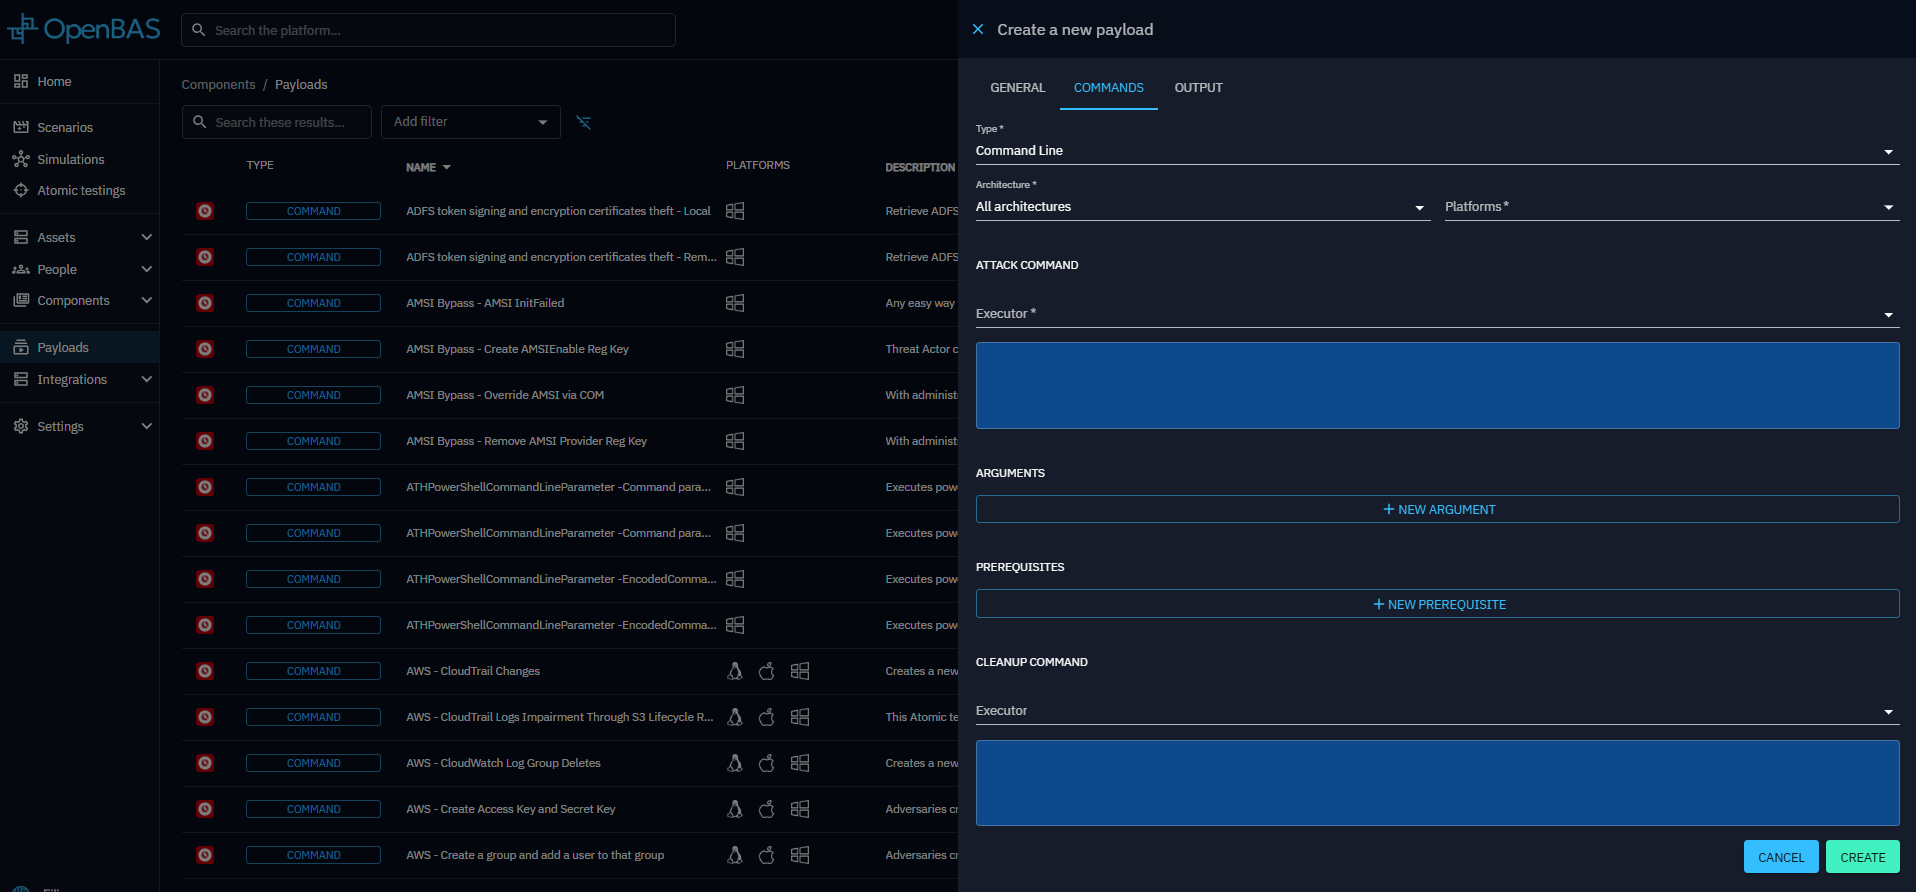 OpenBAS
Search the platform...
Home
Scenarios
Simulations
Atomic testings
Assets
People
Components
Payloads
Integrations
Settings
Components / Payloads
Search these results...
Add filter
TYPE NAME PLATFORMS DESCRIPTION
COMMAND ADFS token signing and encryption certificates theft - Local Retrieve ADFS
COMMAND ADFS token signing and encryption certificates theft - Rem... Retrieve ADFS
COMMAND AMSI Bypass - AMSI InitFailed Any easy way
COMMAND AMSI Bypass - Create AMSIEnable Reg Key Threat Actor c
COMMAND AMSI Bypass - Override AMSI via COM With administ
COMMAND AMSI Bypass - Remove AMSI Provider Reg Key With administ
COMMAND ATHPowerShellCommandLineParameter -Command para... Executes pow
COMMAND ATHPowerShellCommandLineParameter -Command para... Executes pow
COMMAND ATHPowerShellCommandLineParameter -EncodedComma... Executes pow
COMMAND ATHPowerShellCommandLineParameter -EncodedComma... Executes pow
COMMAND AWS - CloudTrail Changes Creates a new
COMMAND AWS - CloudTrail Logs Impairment Through S3 Lifecycle R... This Atomic te
COMMAND AWS - CloudWatch Log Group Deletes Creates a new
COMMAND AWS - Create Access Key and Secret Key Adversaries cr
COMMAND AWS - Create a group and add a user to that group Adversaries cr
Create a new payload
GENERAL COMMANDS OUTPUT
Type *
Command Line
Architecture *
All architectures
Platforms *
ATTACK COMMAND
Executor *
ARGUMENTS
+ NEW ARGUMENT
PREREQUISITES
+ NEW PREREQUISITE
CLEANUP COMMAND
Executor
CANCEL CREATE